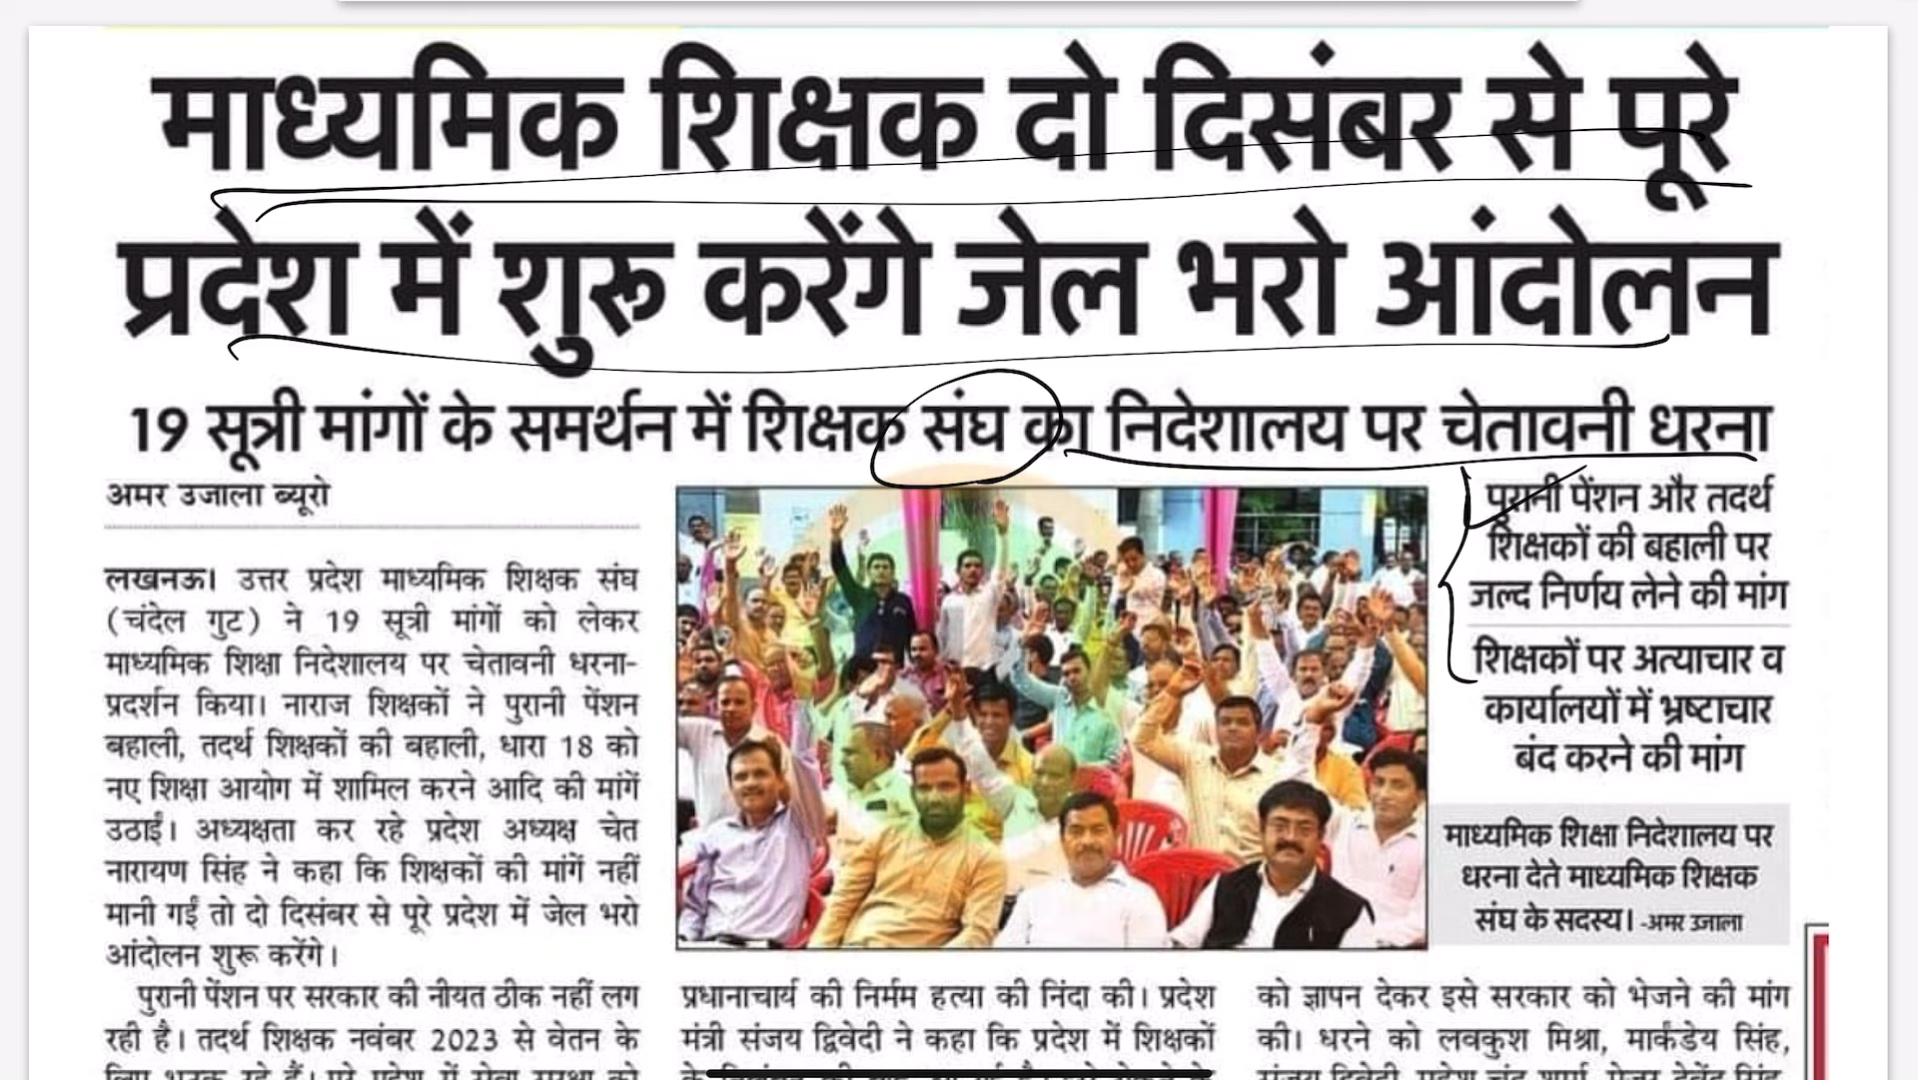 माध्यमिक शिक्षक दो दिसंबर से पूरे
प्रदेश में शुरू करेंगे जेल भरो आंदोलन
19 सूत्री मांगों के समर्थन में शिक्षक संघ का निदेशालय पर चेतावनी धरना
अमर उजाला ब्यूरो
लखनऊ। उत्तर प्रदेश माध्यमिक शिक्षक संघ
(चंदेल गुट) ने 19 सूत्री मांगों को लेकर
माध्यमिक शिक्षा निदेशालय पर चेतावनी धरना-
प्रदर्शन किया। नाराज शिक्षकों ने पुरानी पेंशन
बहाली, तदर्थ शिक्षकों की बहाली, धारा 18 को
नए शिक्षा आयोग में शामिल करने आदि की मांगें
उठाईं। अध्यक्षता कर रहे प्रदेश अध्यक्ष चेत
नारायण सिंह ने कहा कि शिक्षकों की मांगें नहीं
मानी गईं तो दो दिसंबर से पूरे प्रदेश में जेल भरो
आंदोलन शुरू करेंगे।
पुरानी पेंशन पर सरकार की नीयत ठीक नहीं लग
रही है। तदर्थ शिक्षक नवंबर 2023 से वेतन के
पुरानी पेंशन और तदर्थ
शिक्षकों की बहाली पर
जल्द निर्णय लेने की मांग
शिक्षकों पर अत्याचार व
कार्यालयों में भ्रष्टाचार
बंद करने की मांग
माध्यमिक शिक्षा निदेशालय पर
धरना देते माध्यमिक शिक्षक
संघ के सदस्य। -अमर उजाला
प्रधानाचार्य की निर्मम हत्या की निंदा की। प्रदेश
मंत्री संजय द्विवेदी ने कहा कि प्रदेश में शिक्षकों
को ज्ञापन देकर इसे सरकार को भेजने की मांग
की। धरने को लवकुश मिश्रा, मार्कंडेय सिंह,